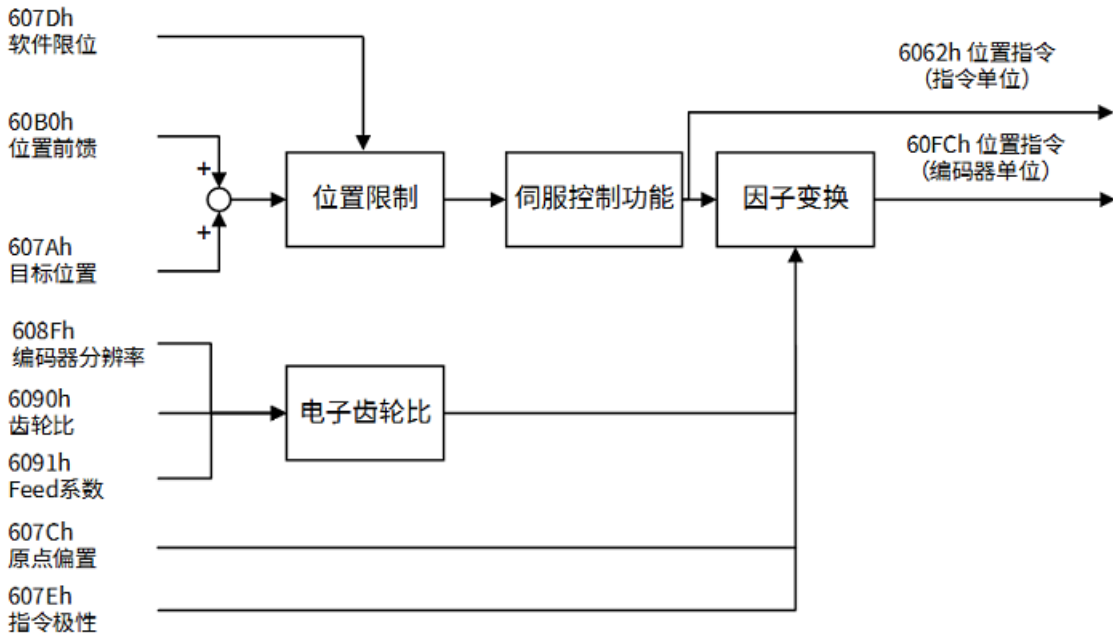 607Dh
软件限位
60B0h
位置前馈
+
+
607Ah
目标位置
位置限制
伺服控制功能
因子变换
6062h 位置指令
(指令单位)
60FCh 位置指令
(编码器单位)
608Fh
编码器分辨率
6090h
齿轮比
6091h
Feed系数
电子齿轮比
607Ch
原点偏置
607Eh
指令极性